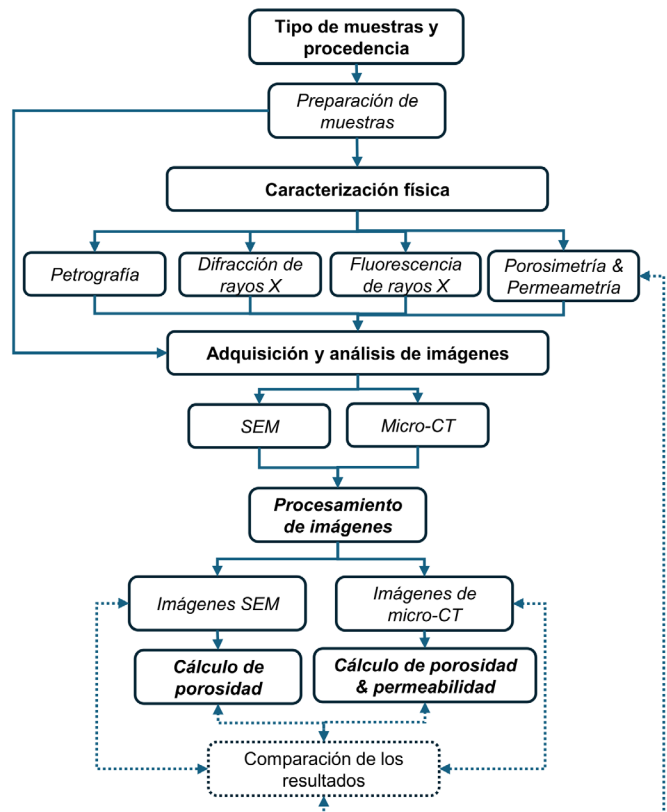 Tipo de muestras y
procedencia
Preparación de
muestras
Caracterización física
Petrografía
Difracción de
rayos X
Fluorescencia
de rayos X
Porosimetría &
Permeametría
Adquisición y análisis de imágenes
SEM
Micro-CT
Procesamiento
de imágenes
Imágenes SEM
Imágenes de
micro-CT
Cálculo de
porosidad
Cálculo de porosidad
& permeabilidad
Comparación de los
resultados